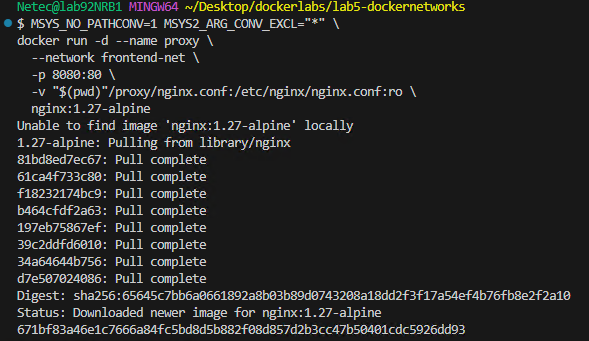 Netec@lab92NRB1 MINGW64 ~/Desktop/dockerlabs/lab5-dockernetworks
$ MSYS_NO_PATHCONV=1 MSYS2_ARG_CONV_EXCL="*" \
docker run -d --name proxy \
  --network frontend-net \
  -p 8080:80 \
  -v "$(pwd)"/proxy/nginx.conf:/etc/nginx/nginx.conf:ro \
  nginx:1.27-alpine
Unable to find image 'nginx:1.27-alpine' locally
1.27-alpine: Pulling from library/nginx
81bd8ed7ec67: Pull complete
61ca4f733c80: Pull complete
f18232174bc9: Pull complete
b464cfdf2a63: Pull complete
197eb75867ef: Pull complete
39c2ddfd6010: Pull complete
34a64644b756: Pull complete
d7e507024086: Pull complete
Digest: sha256:65645c7bb6a0661892a8b03b89d0743208a18dd2f3f17a54ef4b76fb8e2f2a10
Status: Downloaded newer image for nginx:1.27-alpine
671bf83a46e1c7666a84fc5bd8d5b882f08d857d2b3cc47b50401cdc5926dd93